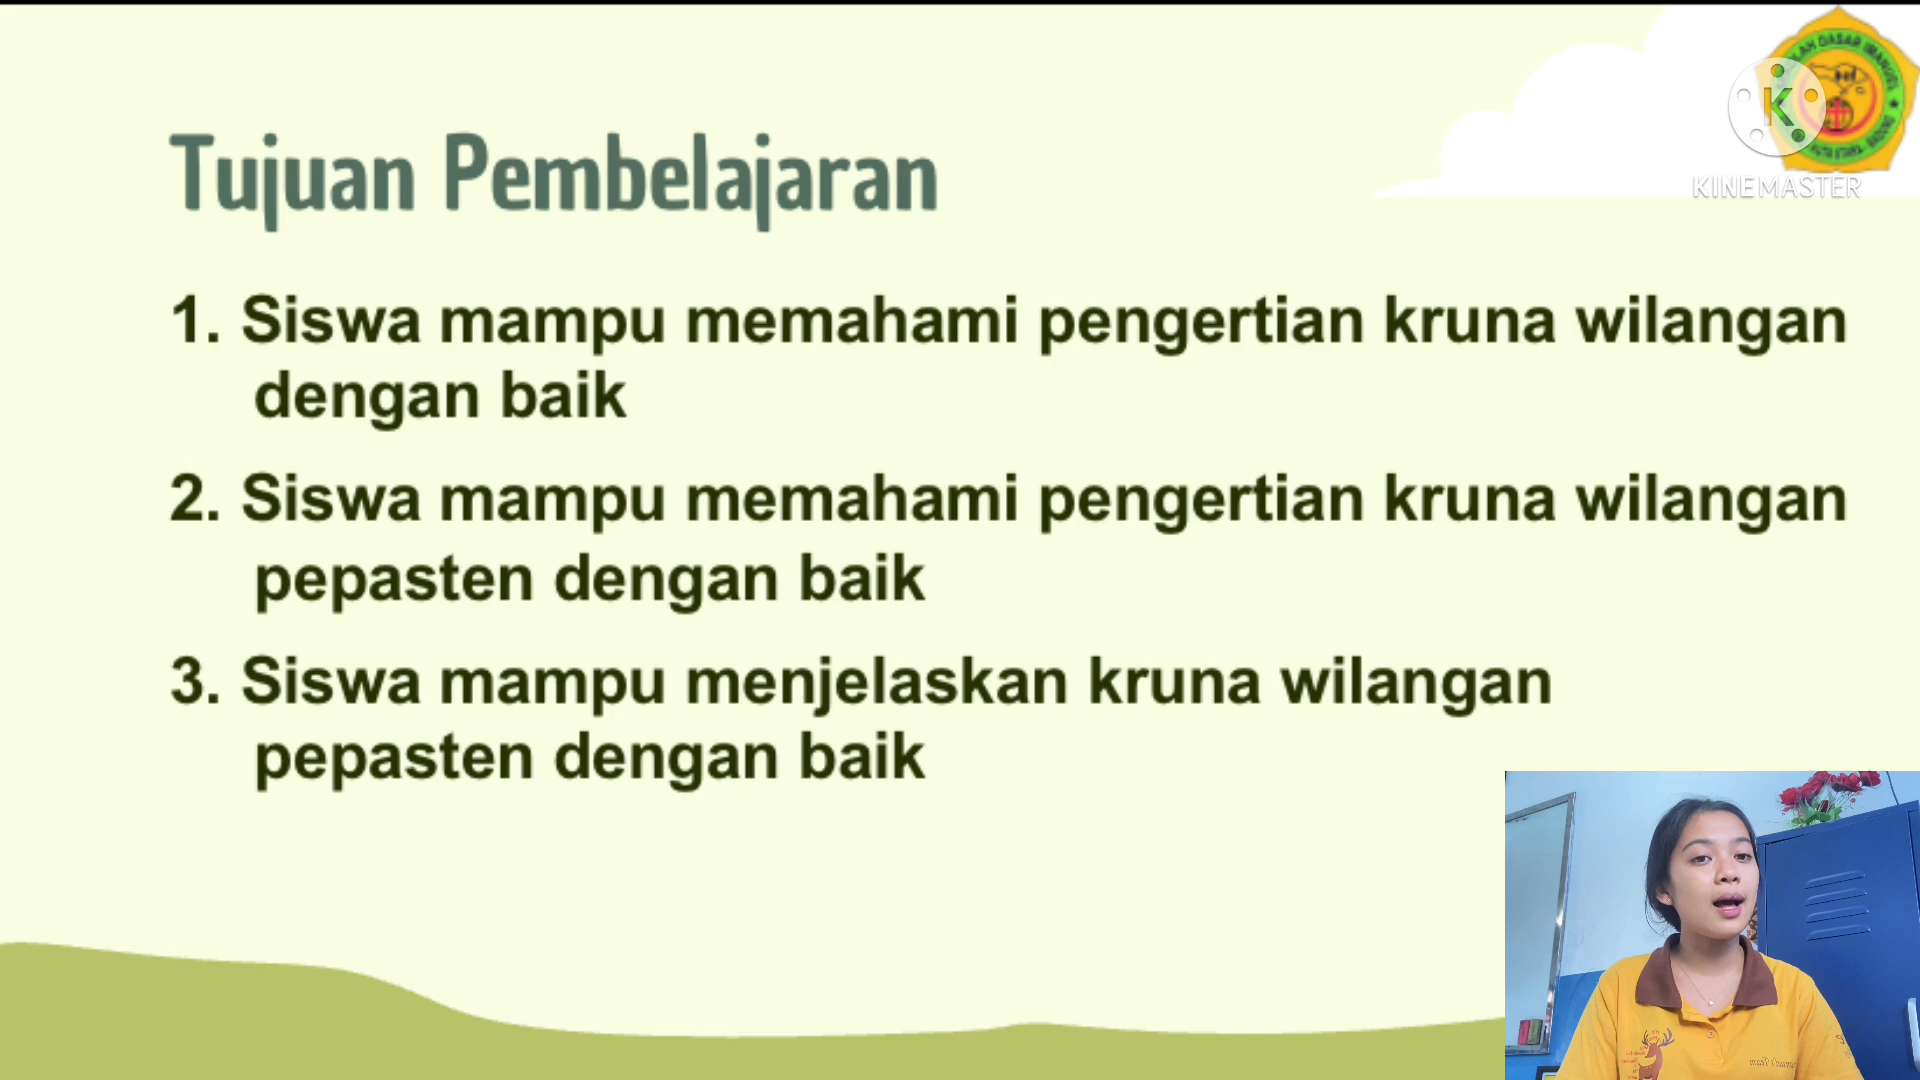 Tujuan Pembelajaran
KINEMASTER
1. Siswa mampu memahami pengertian kruna wilangan
dengan baik
2. Siswa mampu memahami pengertian kruna wilangan
pepasten dengan baik
3. Siswa mampu menjelaskan kruna wilangan
pepasten dengan baik